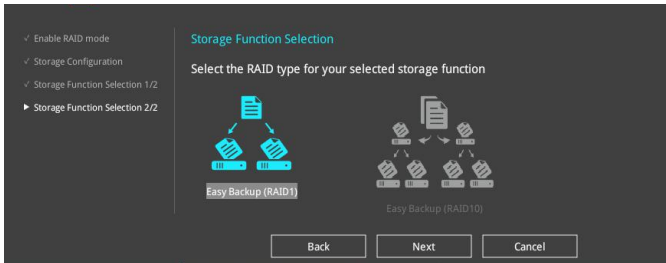 ✓ Enable RAID mode
✓ Storage Configuration
✓ Storage Function Selection 1/2
▶ Storage Function Selection 2/2
Storage Function Selection
Select the RAID type for your selected storage function
Easy Backup (RAID1)
Easy Backup (RAID10)
Back
Next
Cancel